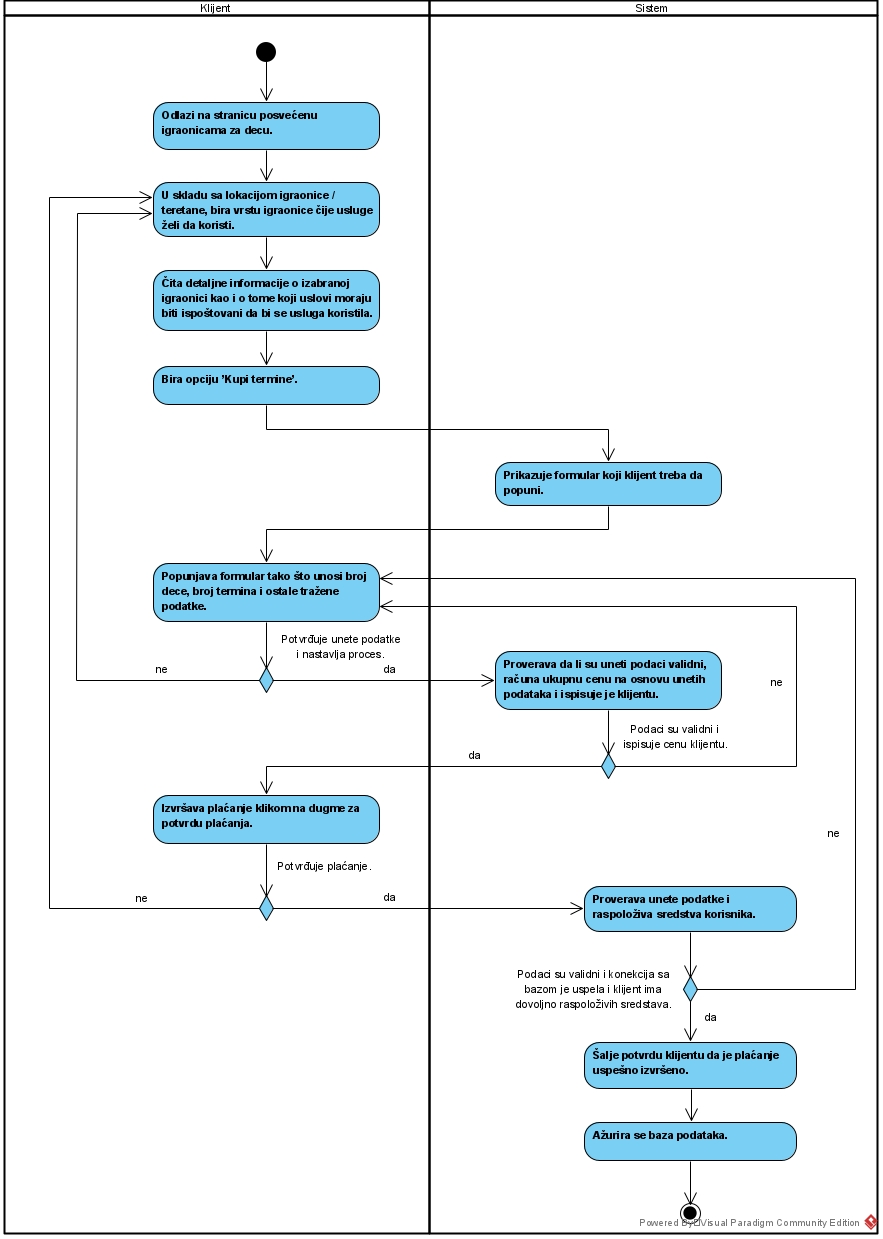 Klijent
Sistem
Odlazi na stranicu posvećenu
igraonicama za decu.
U skladu sa lokacijom igraonice /
teretane, bira vrstu igraonice čije usluge
želi da koristi.
Čita detaljne informacije o izabranoj
igraonici kao i o tome koji uslovi moraju
biti ispoštovani da bi se usluga koristila.
Bira opciju 'Kupi termine'.
Prikazuje formular koji klijent treba da
popuni.
Popunjava formular tako što unosi broj
dece, broj termina i ostale tražene
podatke.
Potvrđuje unete podatke
i nastavlja proces.
ne
da
Proverava da li su uneti podaci validni,
računa ukupnu cenu na osnovu unetih
podataka i ispisuje je klijentu.
ne
Podaci su validni i
ispisuje cenu klijentu.
da
Izvršava plaćanje klikom na dugme za
potvrdu plaćanja.
ne
Potvrđuje plaćanje.
ne
da
Proverava unete podatke i
raspoloživa sredstva korisnika.
Podaci su validni i konekcija sa
bazom je uspela i klijent ima
dovoljno raspoloživih sredstava.
da
Šalje potvrdu klijentu da je plaćanje
uspešno izvršeno.
Ažurira se baza podataka.
Powered By Visual Paradigm Community Edition